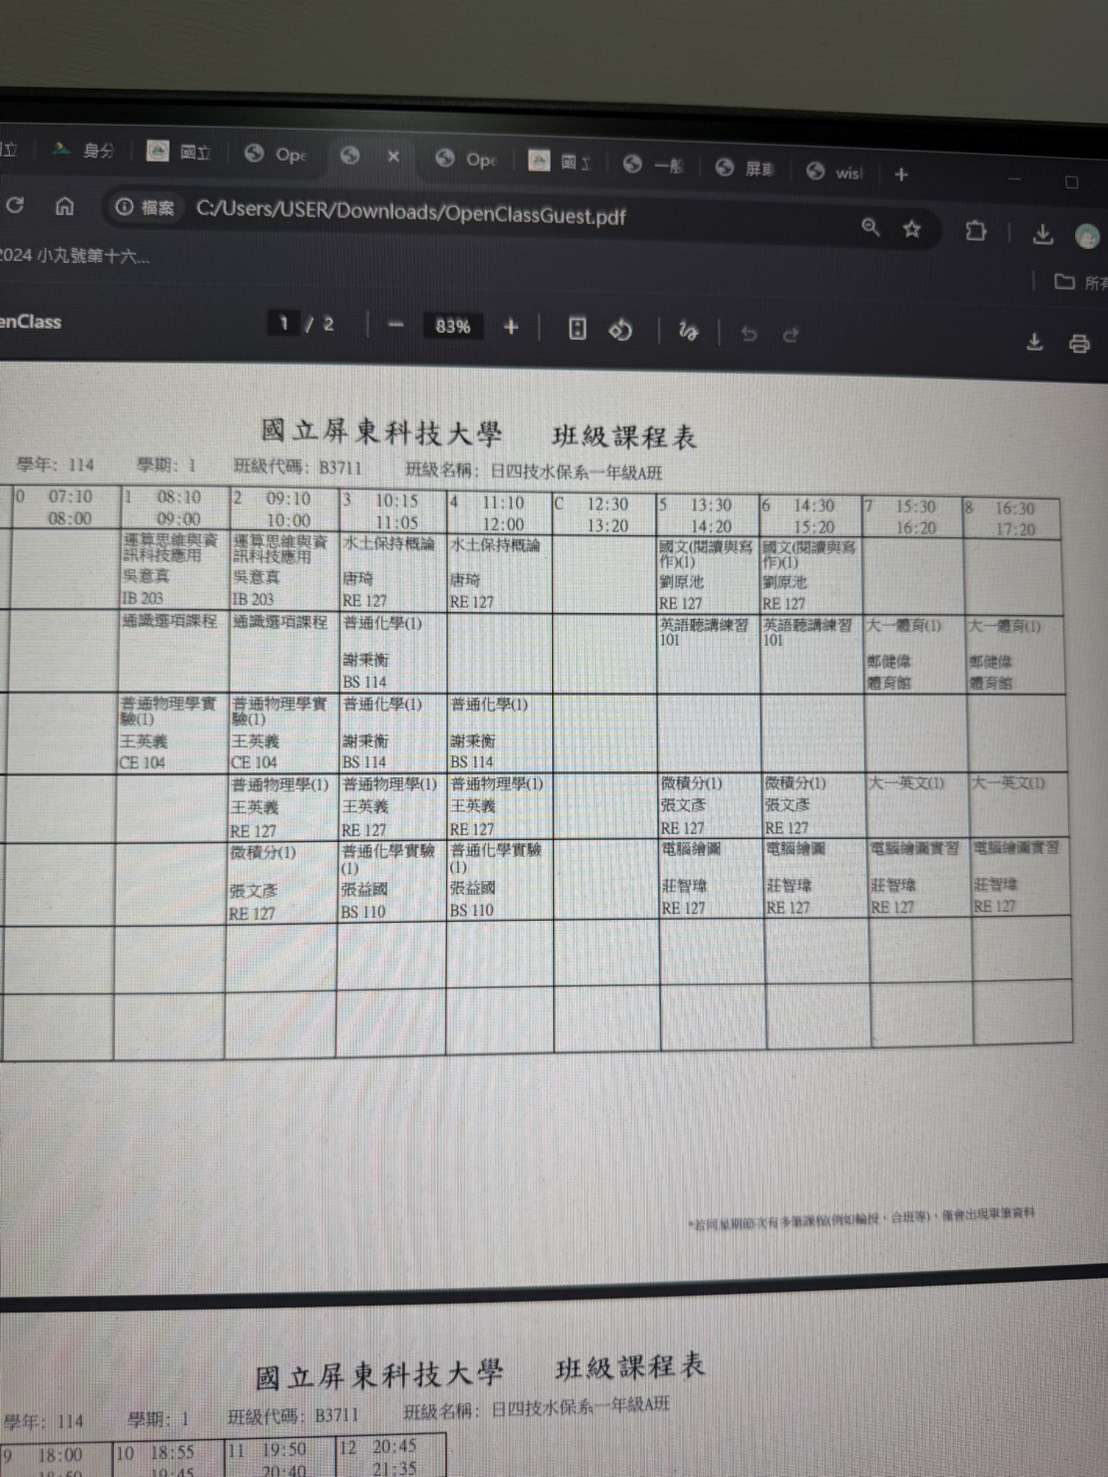 立 身分 國立 Ope Ope 國立 一般 屏東 wisl
檔案 C:/Users/USER/Downloads/OpenClassGuest.pdf
2024 小丸號第十六...
所有
enClass 1 / 2 83%
國立屏東科技大學 班級課程表
學年: 114 學期: 1 班級代碼: B3711 班級名稱: 日四技水保系一年級A班
0 07:10 1 08:10 2 09:10 3 10:15 4 11:10 C 12:30 5 13:30 6 14:30 7 15:30 8 16:30
08:00 09:00 10:00 11:05 12:00 13:20 14:20 15:20 16:20 17:20
運算思維與資 運算思維與資 水土保持概論 水土保持概論 國文(閱讀與寫 國文(閱讀與寫
訊科技應用 訊科技應用 作)(1) 作)(1)
吳意真 吳意真 唐琦 唐琦 劉原池 劉原池
IB 203 IB 203 RE 127 RE 127 RE 127 RE 127
通識選項課程 通識選項課程 普通化學(1) 英語聽講練習 英語聽講練習 大一體育(1) 大一體育(1)
101 101
謝秉衡 鄭健偉 鄭健偉
BS 114 體育館 體育館
普通物理學實 普通物理學實 普通化學(1) 普通化學(1)
驗(1) 驗(1)
王英義 王英義 謝秉衡 謝秉衡
CE 104 CE 104 BS 114 BS 114
普通物理學(1) 普通物理學(1) 普通物理學(1) 微積分(1) 微積分(1) 大一英文(1) 大一英文(1)
王英義 王英義 王英義 張文彥 張文彥
RE 127 RE 127 RE 127 RE 127 RE 127
微積分(1) 普通化學實驗 普通化學實驗 電腦繪圖 電腦繪圖 電腦繪圖實習 電腦繪圖實習
(1) (1)
張文彥 張益國 張益國 莊智瑋 莊智瑋 莊智瑋 莊智瑋
RE 127 BS 110 BS 110 RE 127 RE 127 RE 127 RE 127
*若同星期節次有多筆課程(例如輪授、合班等)，僅會出現單筆資料
國立屏東科技大學 班級課程表
學年: 114 學期: 1 班級代碼: B3711 班級名稱: 日四技水保系一年級A班
9 18:00 10 18:55 11 19:50 12 20:45
18:50 19:45 20:40 21:35